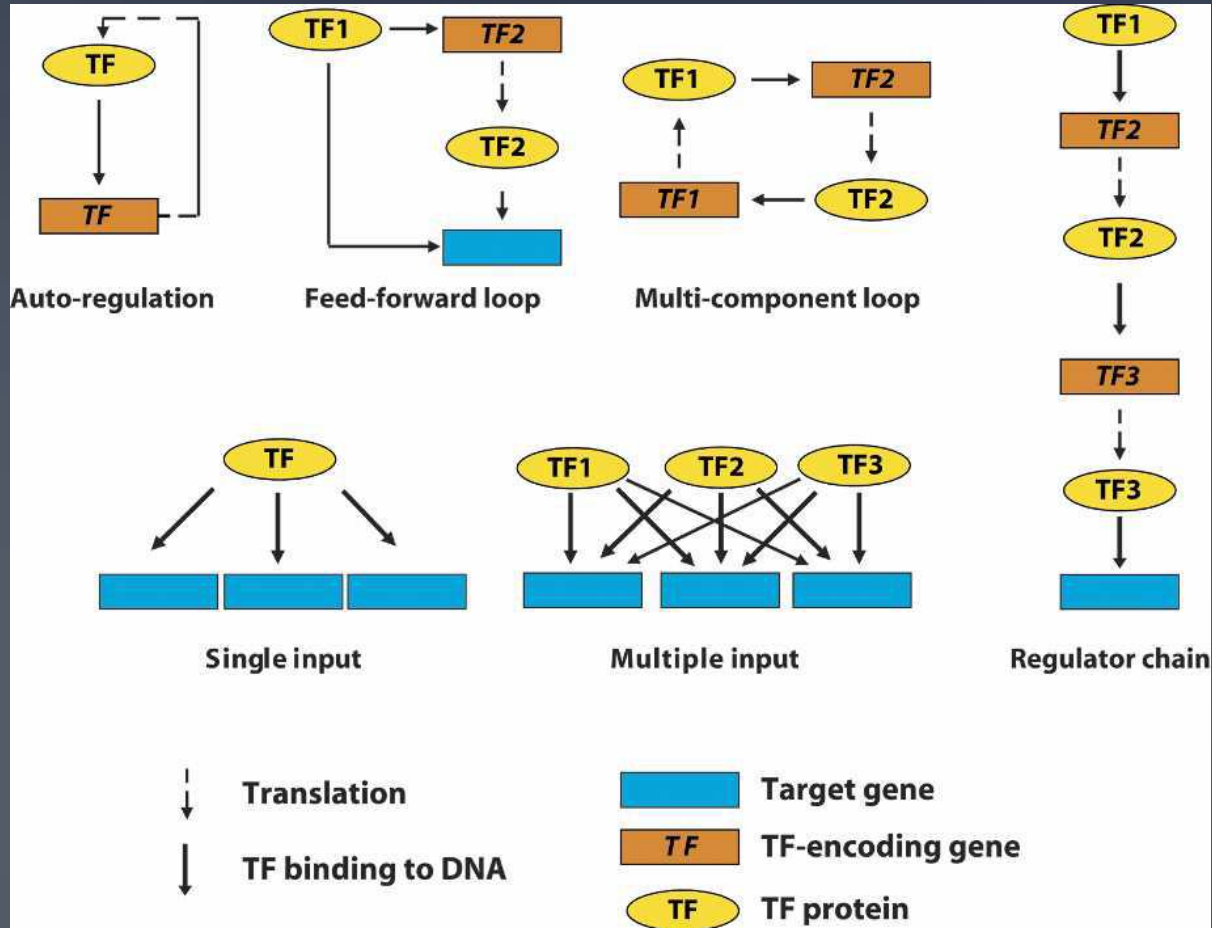 TF
TF
Auto-regulation
TF1
TF2
TF2
Feed-forward loop
TF1
TF2
TF1
TF2
Multi-component loop
TF1
TF2
TF2
TF3
TF3
Regulator chain
TF
Single input
TF1
TF2
TF3
Multiple input
Translation
TF binding to DNA
Target gene
TF
TF-encoding gene
TF
TF protein